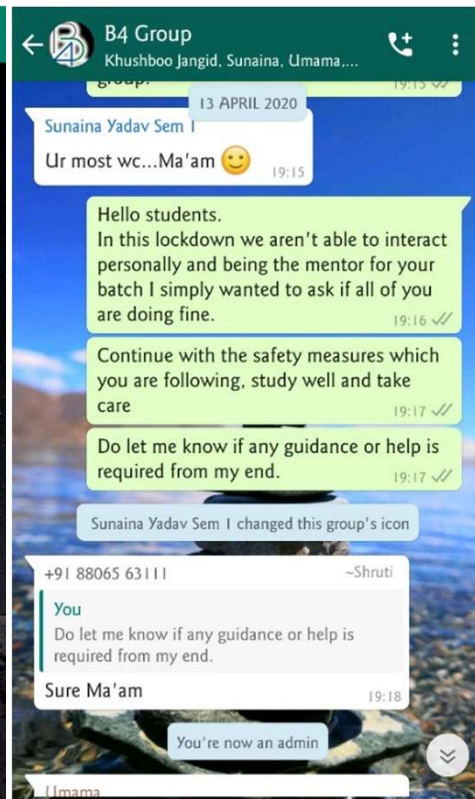 B4 Group
Khushboo Jangid, Sunaina, Umama,...
group.
19:15
13 APRIL 2020
Sunaina Yadav Sem 1
Ur most wc...Ma'am 🙂
19:15
Hello students.
In this lockdown we aren't able to interact
personally and being the mentor for your
batch I simply wanted to ask if all of you
are doing fine.
19:16
Continue with the safety measures which
you are following, study well and take
care
19:17
Do let me know if any guidance or help is
required from my end.
19:17
Sunaina Yadav Sem 1 changed this group's icon
+91 88065 63111 ~Shruti
You
Do let me know if any guidance or help is
required from my end.
Sure Ma'am
19:18
You're now an admin
Umama